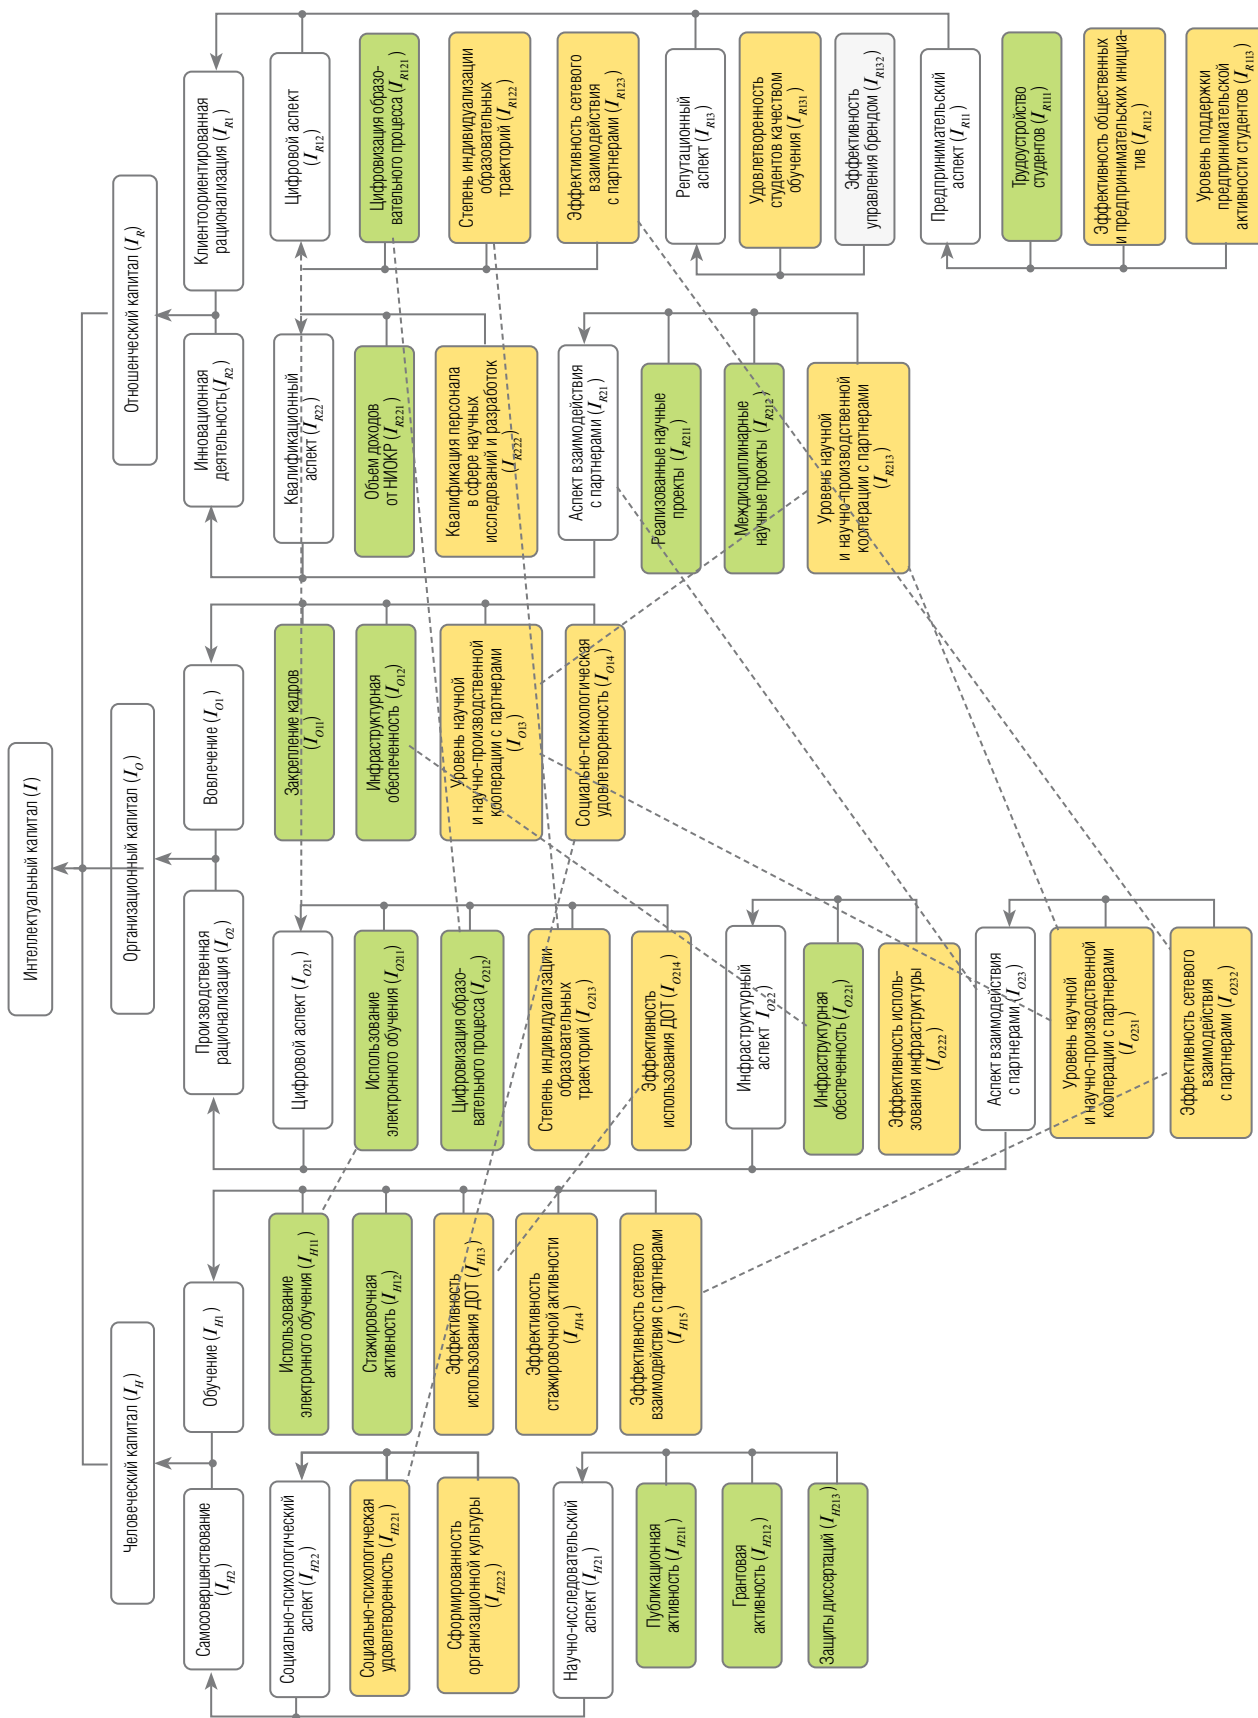 Интеллектуальный капитал (I)
Человеческий капитал (I_H)
Организационный капитал (I_O)
Отношенческий капитал (I_R)
Самосовершенствование
(I_H2)
Обучение (I_H1)
Производственная
рационализация (I_O2)
Вовлечение (I_O1)
Инновационная
деятельность (I_R2)
Клиентоориентированная
рационализация (I_R1)
Социально-психологический
аспект (I_H22)
Социально-психологическая
удовлетворенность (I_H221)
Сформированность
организационной культуры
(I_H222)
Научно-исследовательский
аспект (I_H21)
Публикационная
активность (I_H211)
Грантовая
активность (I_H212)
Защиты диссертаций (I_H213)
Использование
электронного обучения (I_H11)
Стажировочная
активность (I_H12)
Эффективность
использования ДОТ (I_H13)
Эффективность
стажировочной активности
(I_H14)
Эффективность сетевого
взаимодействия с партнерами
(I_H15)
Цифровой аспект (I_O21)
Использование
электронного обучения (I_O211)
Цифровизация образо-
вательного процесса (I_O212)
Степень индивидуализации
образовательных
траекторий (I_O213)
Эффективность
использования ДОТ (I_O214)
Инфраструктурный
аспект I_O22)
Инфраструктурная
обеспеченность (I_O221)
Эффективность исполь-
зования инфраструктуры
(I_O222)
Аспект взаимодействия
с партнерами (I_O23)
Уровень научной
и научно-производственной
кооперации с партнерами
(I_O231)
Эффективность сетевого
взаимодействия
с партнерами (I_O232)
Закрепление кадров
(I_O11)
Инфраструктурная
обеспеченность (I_O12)
Уровень научной
и научно-производственной
кооперации с партнерами
(I_O13)
Социально-психологическая
удовлетворенность (I_O14)
Квалификационный
аспект (I_R22)
Объем доходов
от НИОКР (I_R221)
Квалификация персонала
в сфере научных
исследований и разработок
(I_R222)
Аспект взаимодействия
с партнерами (I_R21)
Реализованные научные
проекты (I_R211)
Междисциплинарные
научные проекты (I_R212)
Уровень научной
и научно-производственной
кооперации с партнерами
(I_R213)
Цифровой аспект
(I_R12)
Цифровизация образо-
вательного процесса (I_R121)
Степень индивидуализации
образовательных
траекторий (I_R122)
Эффективность сетевого
взаимодействия
с партнерами (I_R123)
Репутационный
аспект (I_R13)
Удовлетворенность
студентов качеством
обучения (I_R131)
Эффективность
управления брендом (I_R132)
Предпринимательский
аспект (I_R11)
Трудоустройство
студентов (I_R111)
Эффективность общественных
и предпринимательских инициа-
тив (I_R112)
Уровень поддержки
предпринимательской
активности студентов (I_R113)